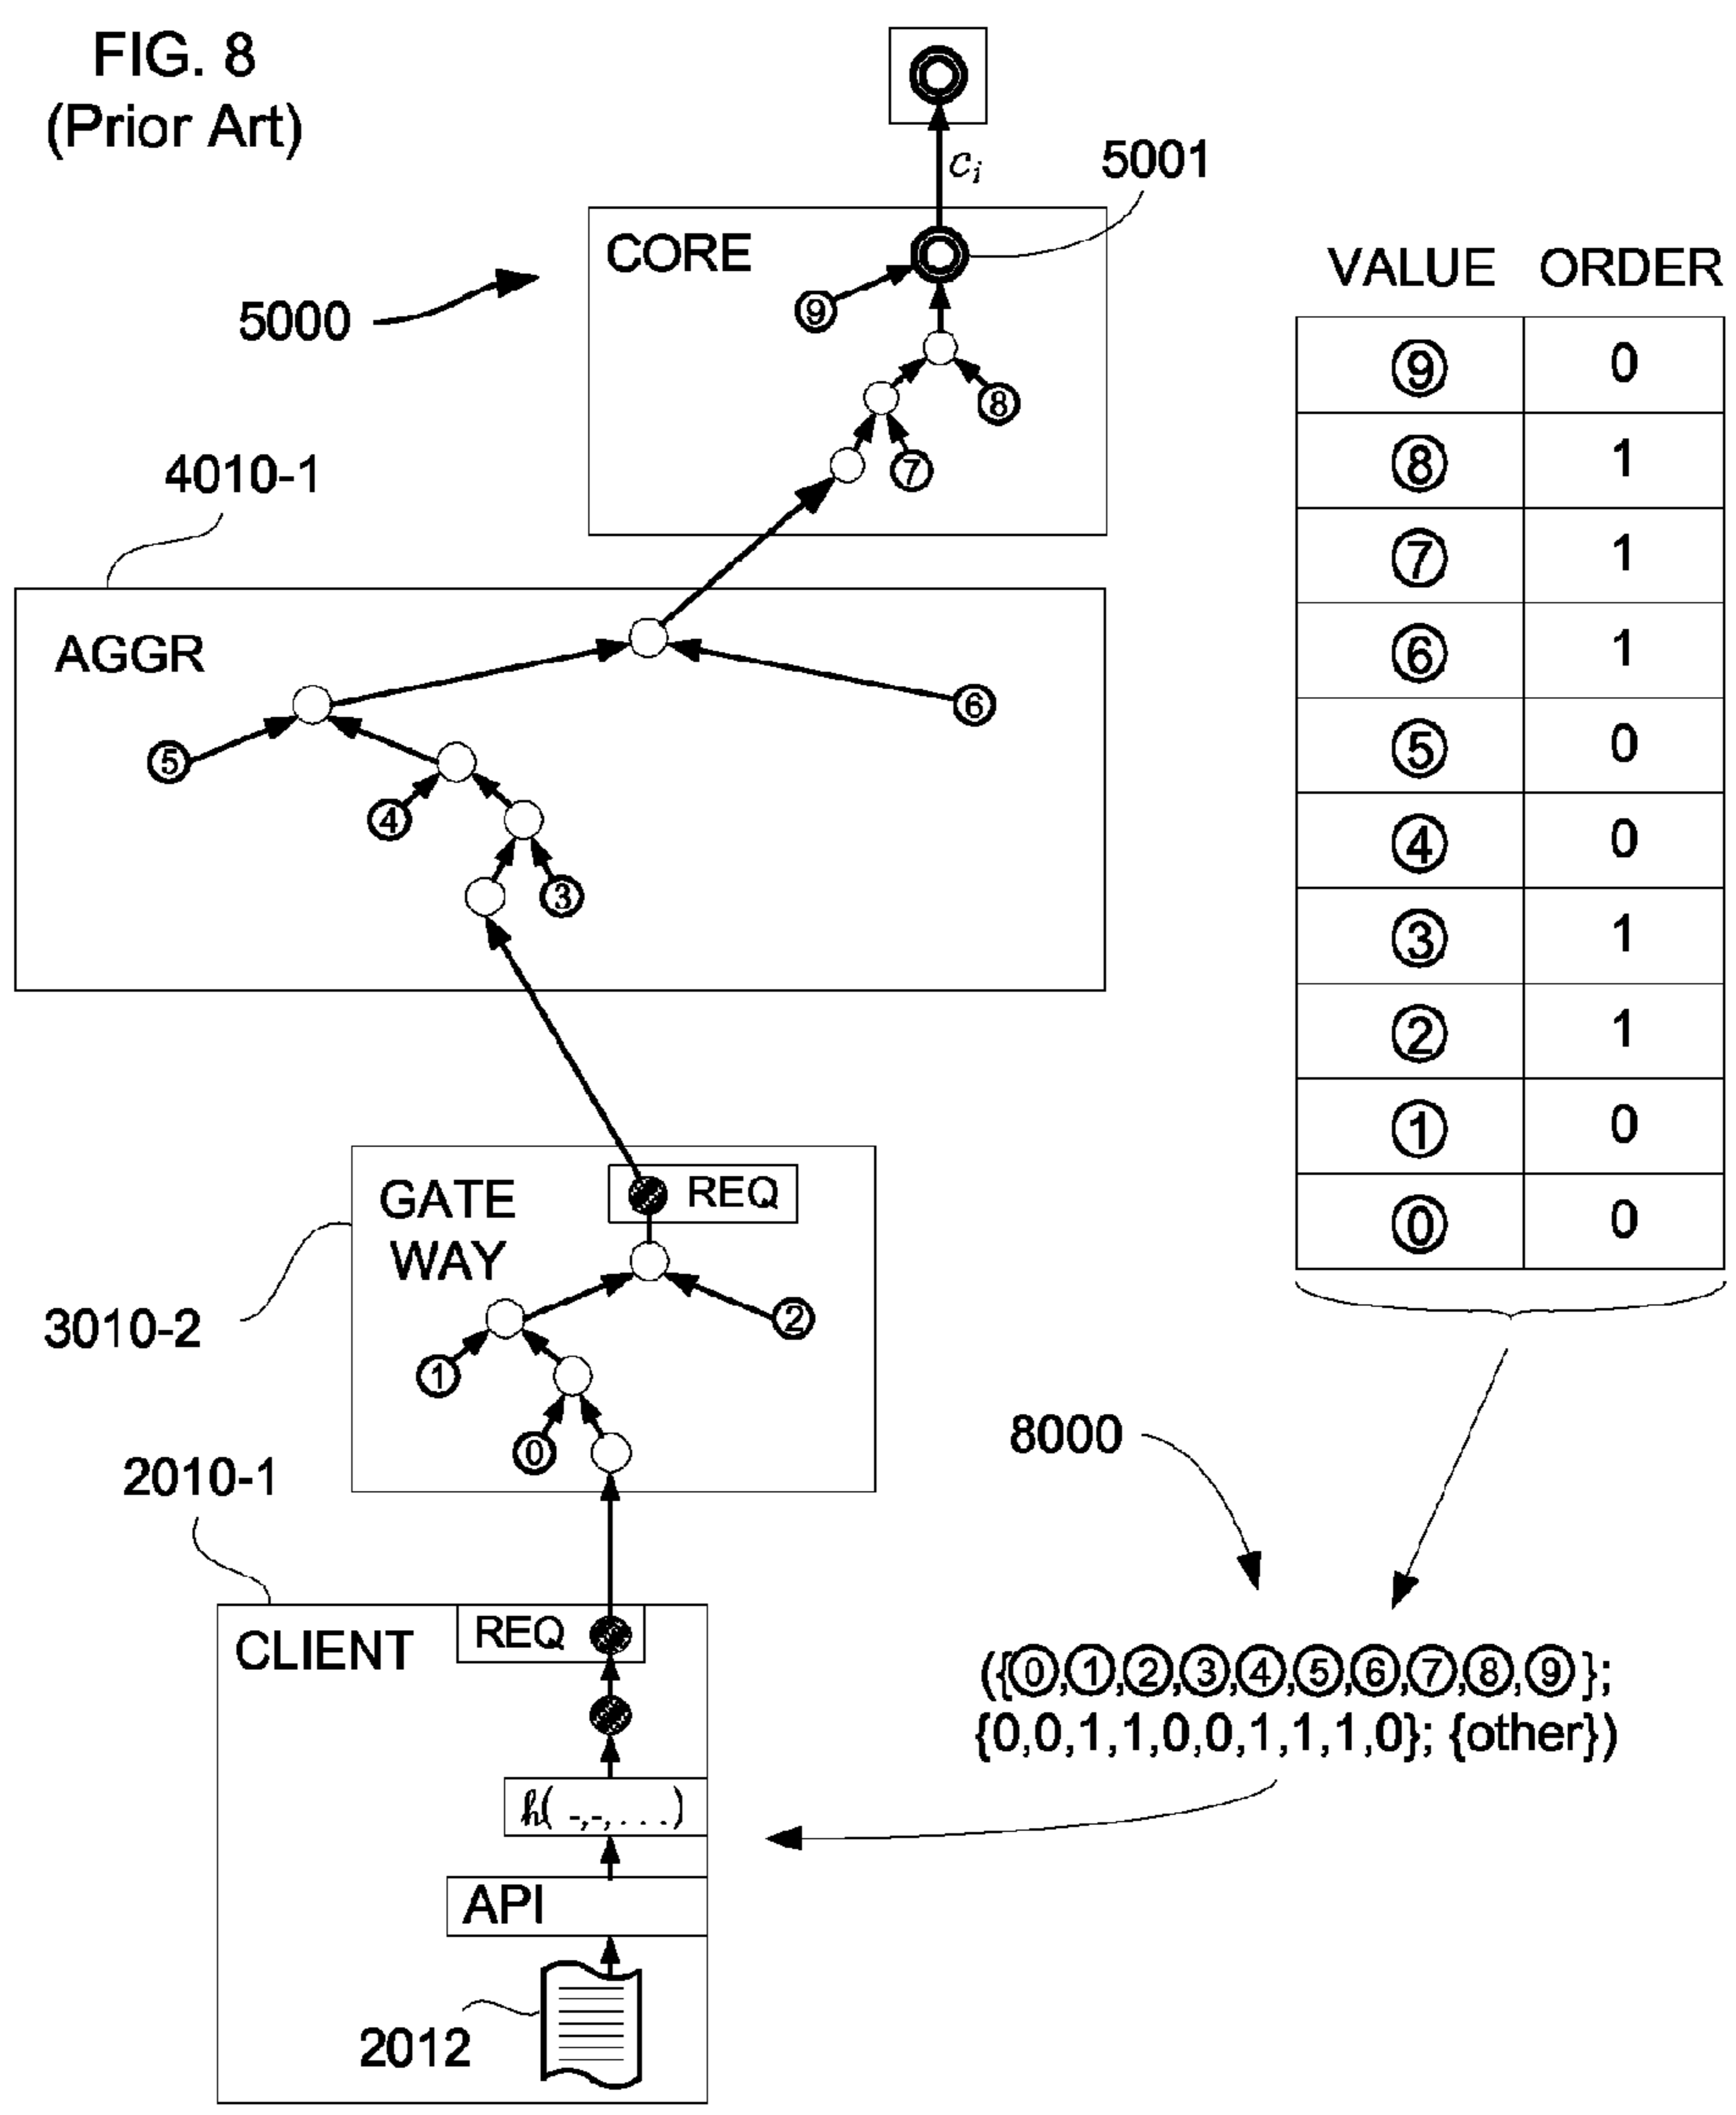 FIG. 8
(Prior Art)
𝒸i
5001
CORE
5000
⑨
⑧
⑦
4010-1
AGGR
⑥
⑤
④
③
VALUE ORDER
⑨ 0
⑧ 1
⑦ 1
⑥ 1
⑤ 0
④ 0
③ 1
② 1
① 0
⓪ 0
GATE
WAY
REQ
3010-2
②
①
⓪
2010-1
8000
CLIENT
REQ
({⓪,①,②,③,④,⑤,⑥,⑦,⑧,⑨};
{0,0,1,1,0,0,1,1,1,0}; {other})
h( -,-, . . .)
API
2012